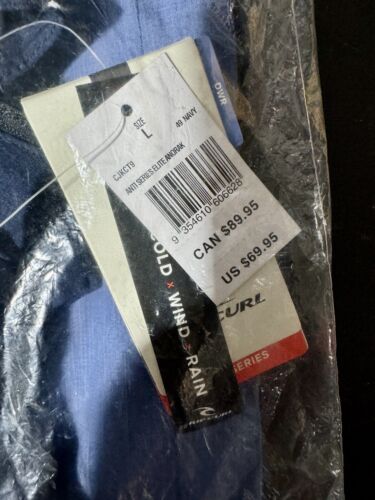 DWR
SIZE
L
49 NAVY
CJKCT9
ANTI SERIES ELITE ANORAK
9 354610 606628
CAN $89.95
US $69.95
OLD × WIND × RAIN
CURL
SERIES